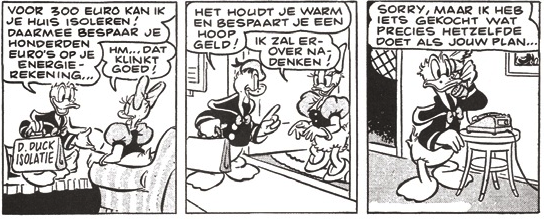 VOOR 300 EURO KAN IK
JE HUIS ISOLEREN!
DAARMEE BESPAAR JE
HONDERDEN
EURO'S OP JE
ENERGIE-
REKENING...
HM... DAT
KLINKT
GOED!
D. DUCK
ISOLATIE
HET HOUDT JE WARM
EN BESPAART JE EEN
HOOP
GELD!
IK ZAL ER-
OVER NA-
DENKEN!
SORRY, MAAR IK HEB
IETS GEKOCHT WAT
PRECIES HETZELFDE
DOET ALS JOUW PLAN...